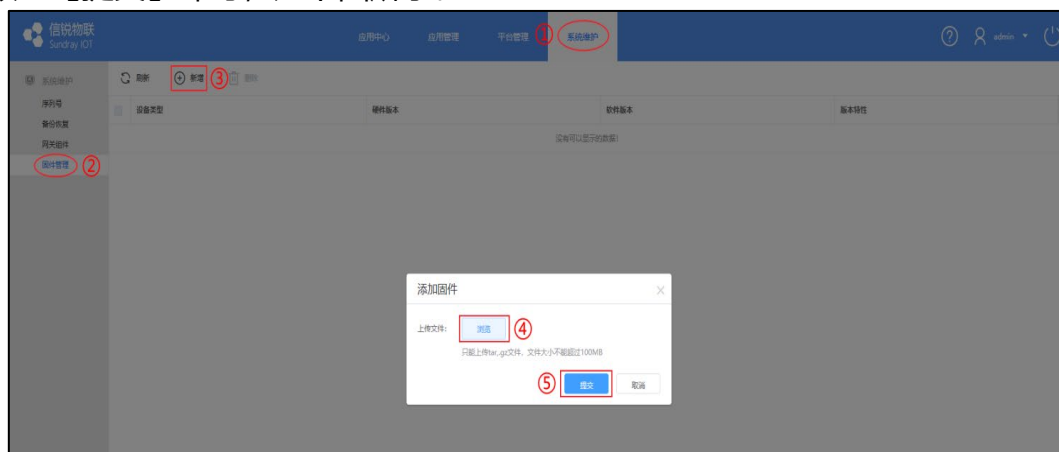 信锐物联
Sundray IOT
应用中心 应用管理 平台管理 ① 系统维护 admin
系统维护
刷新 新增 ③ 删除
序列号
备份恢复
网关组件
固件管理 ②
设备类型 硬件版本 软件版本 版本特性
没有可以显示的数据!
添加固件
上传文件: 浏览 ④
只能上传tar,.gz文件、文件大小不能超过100MB
⑤ 提交 取消